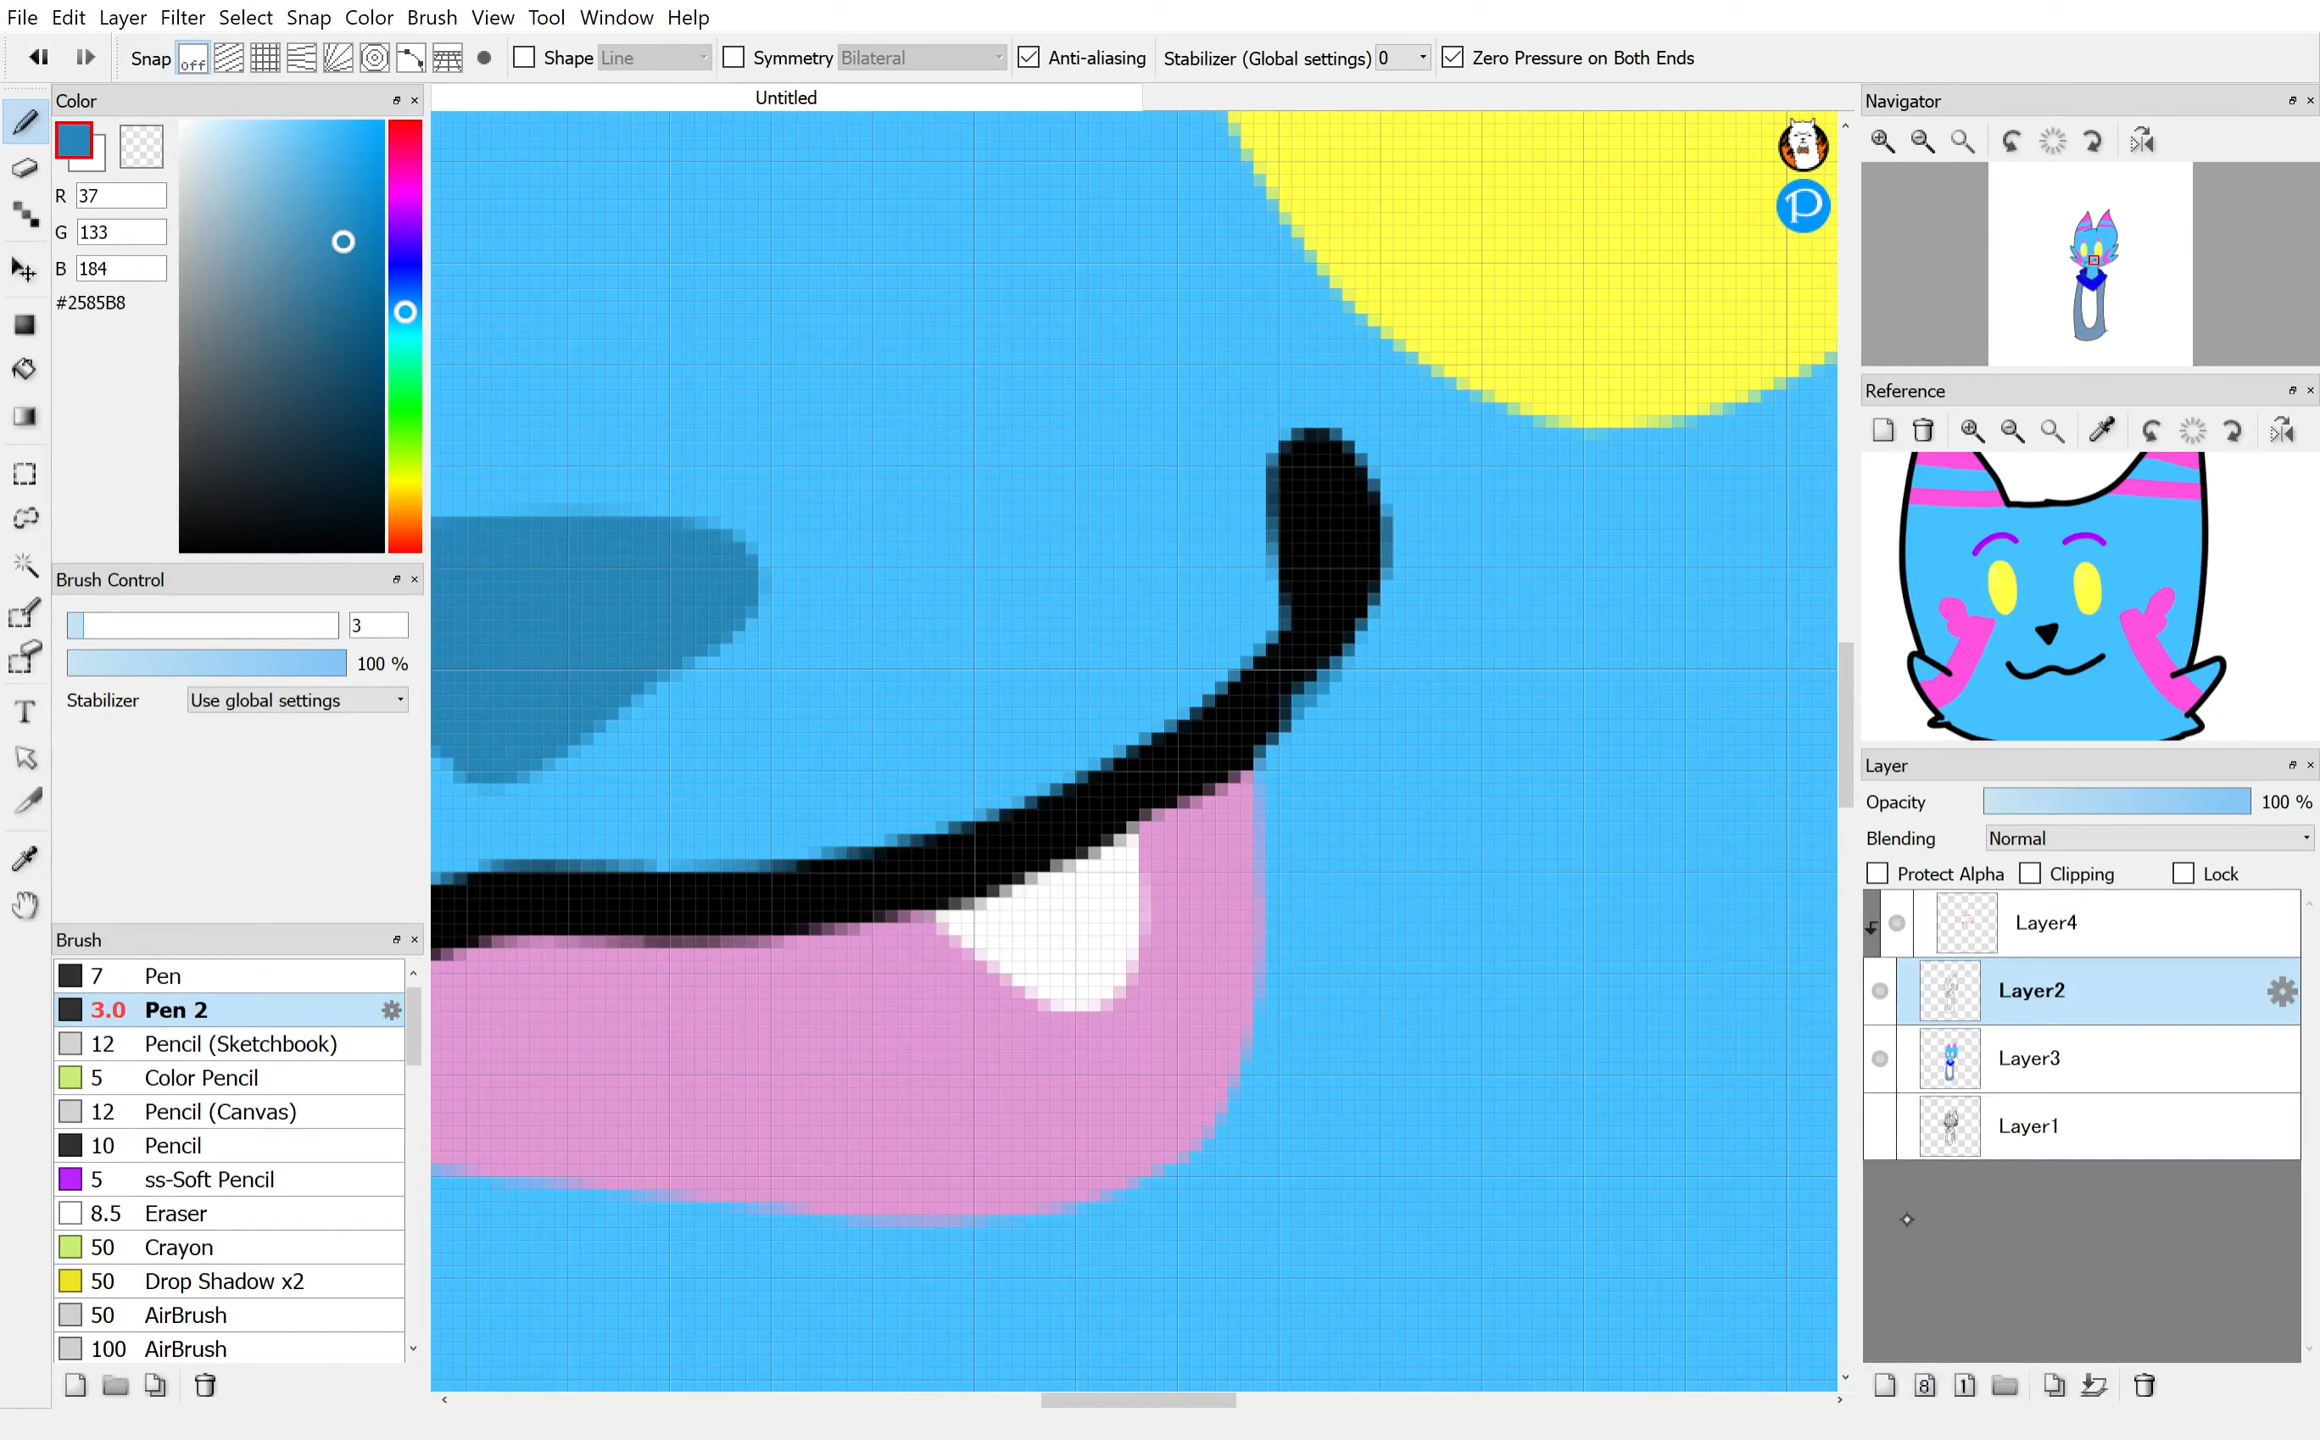 File Edit Layer Filter Select Snap Color Brush View Tool Window Help
Snap off Shape Line Symmetry Bilateral Anti-aliasing Stabilizer (Global settings) 0 Zero Pressure on Both Ends
Color
R 37
G 133
B 184
#2585B8
Brush Control
3
100 %
Stabilizer Use global settings
Brush
7 Pen
3.0 Pen 2
12 Pencil (Sketchbook)
5 Color Pencil
12 Pencil (Canvas)
10 Pencil
5 ss-Soft Pencil
8.5 Eraser
50 Crayon
50 Drop Shadow x2
50 AirBrush
100 AirBrush
T
Untitled
P
Navigator
Reference
Layer
Opacity 100 %
Blending Normal
Protect Alpha Clipping Lock
Layer4
Layer2
Layer3
Layer1
8 1